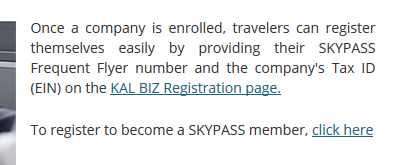 Once a company is enrolled, travelers can register
themselves easily by providing their SKYPASS
Frequent Flyer number and the company's Tax ID
(EIN) on the KAL BIZ Registration page.
To register to become a SKYPASS member, click here